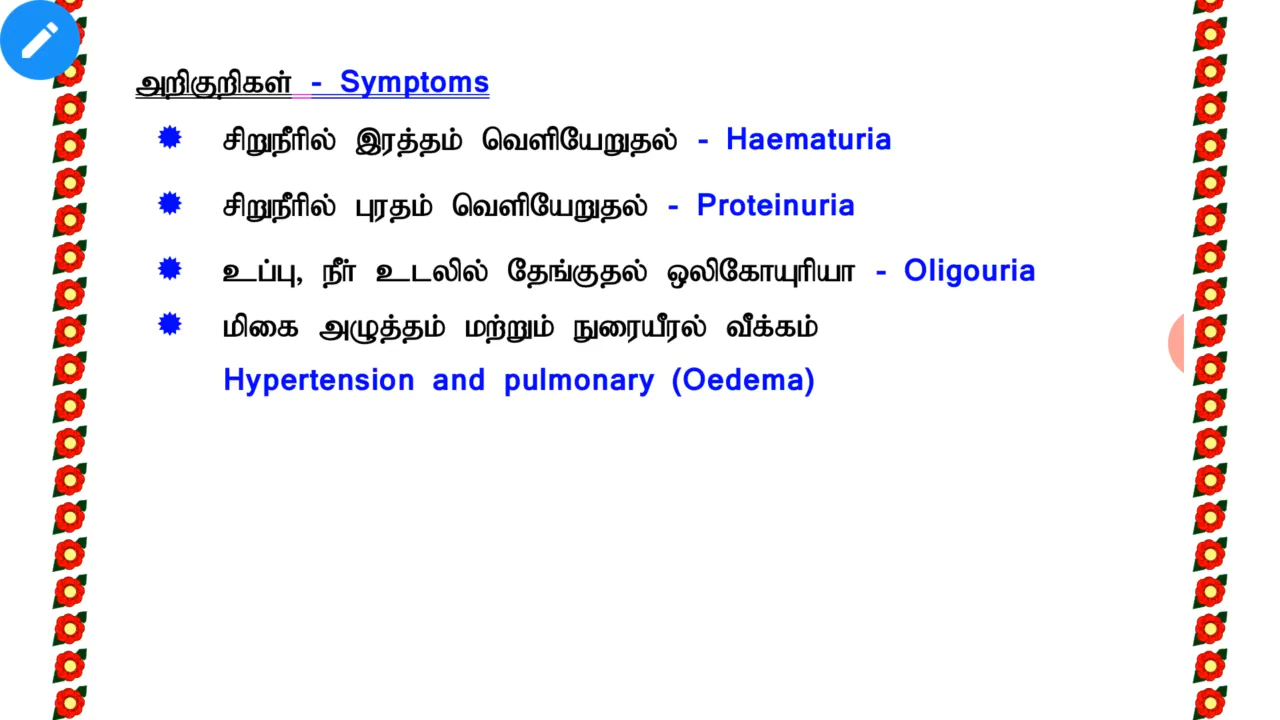 அறிகுறிகள் - Symptoms
சிறுநீரில் இரத்தம் வெளியேறுதல் - Haematuria
சிறுநீரில் புரதம் வெளியேறுதல் - Proteinuria
உப்பு, நீர் உடலில் தேங்குதல் ஒலிகோயுரியா - Oligouria
மிகை அழுத்தம் மற்றும் நுரையீரல் வீக்கம்
Hypertension and pulmonary (Oedema)